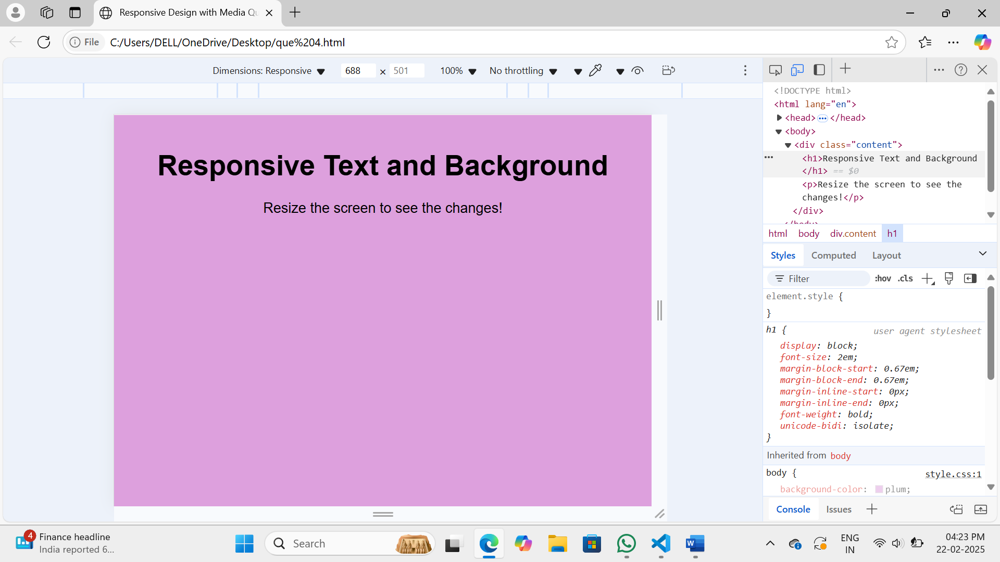 Responsive Design with Media Qu
File
C:/Users/DELL/OneDrive/Desktop/que%204.html
Dimensions: Responsive
688 × 501
100%
No throttling
Responsive Text and Background
Resize the screen to see the changes!
<!DOCTYPE html>
<html lang="en">
<head>
</head>
<body>
<div class="content">
<h1>Responsive Text and Background
</h1> == $0
<p>Resize the screen to see the
changes!</p>
</div>
</body>
html body div.content h1
Styles Computed Layout
Filter :hov .cls
element.style {
}
h1 { user agent stylesheet
display: block;
font-size: 2em;
margin-block-start: 0.67em;
margin-block-end: 0.67em;
margin-inline-start: 0px;
margin-inline-end: 0px;
font-weight: bold;
unicode-bidi: isolate;
}
Inherited from body
body { style.css:1
background-color: plum;
Console Issues
4
Finance headline
India reported 6...
Search
W
ENG
IN
04:23 PM
22-02-2025